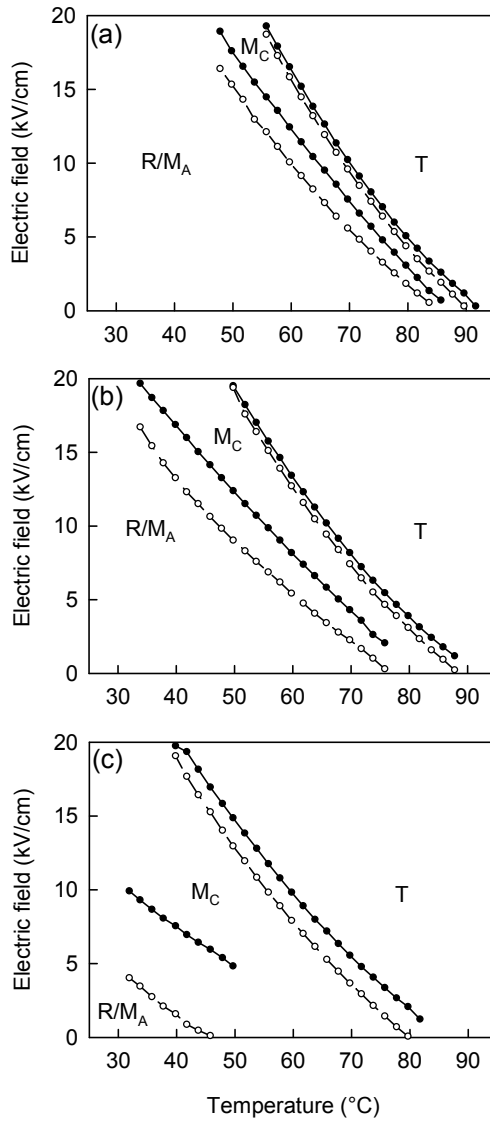 (a)
20
15
10
5
0
Electric field (kV/cm)
M_C
R/M_A
T
30 40 50 60 70 80 90
(b)
20
15
10
5
0
Electric field (kV/cm)
M_C
R/M_A
T
30 40 50 60 70 80 90
(c)
20
15
10
5
0
Electric field (kV/cm)
M_C
T
R/M_A
30 40 50 60 70 80 90
Temperature (°C)